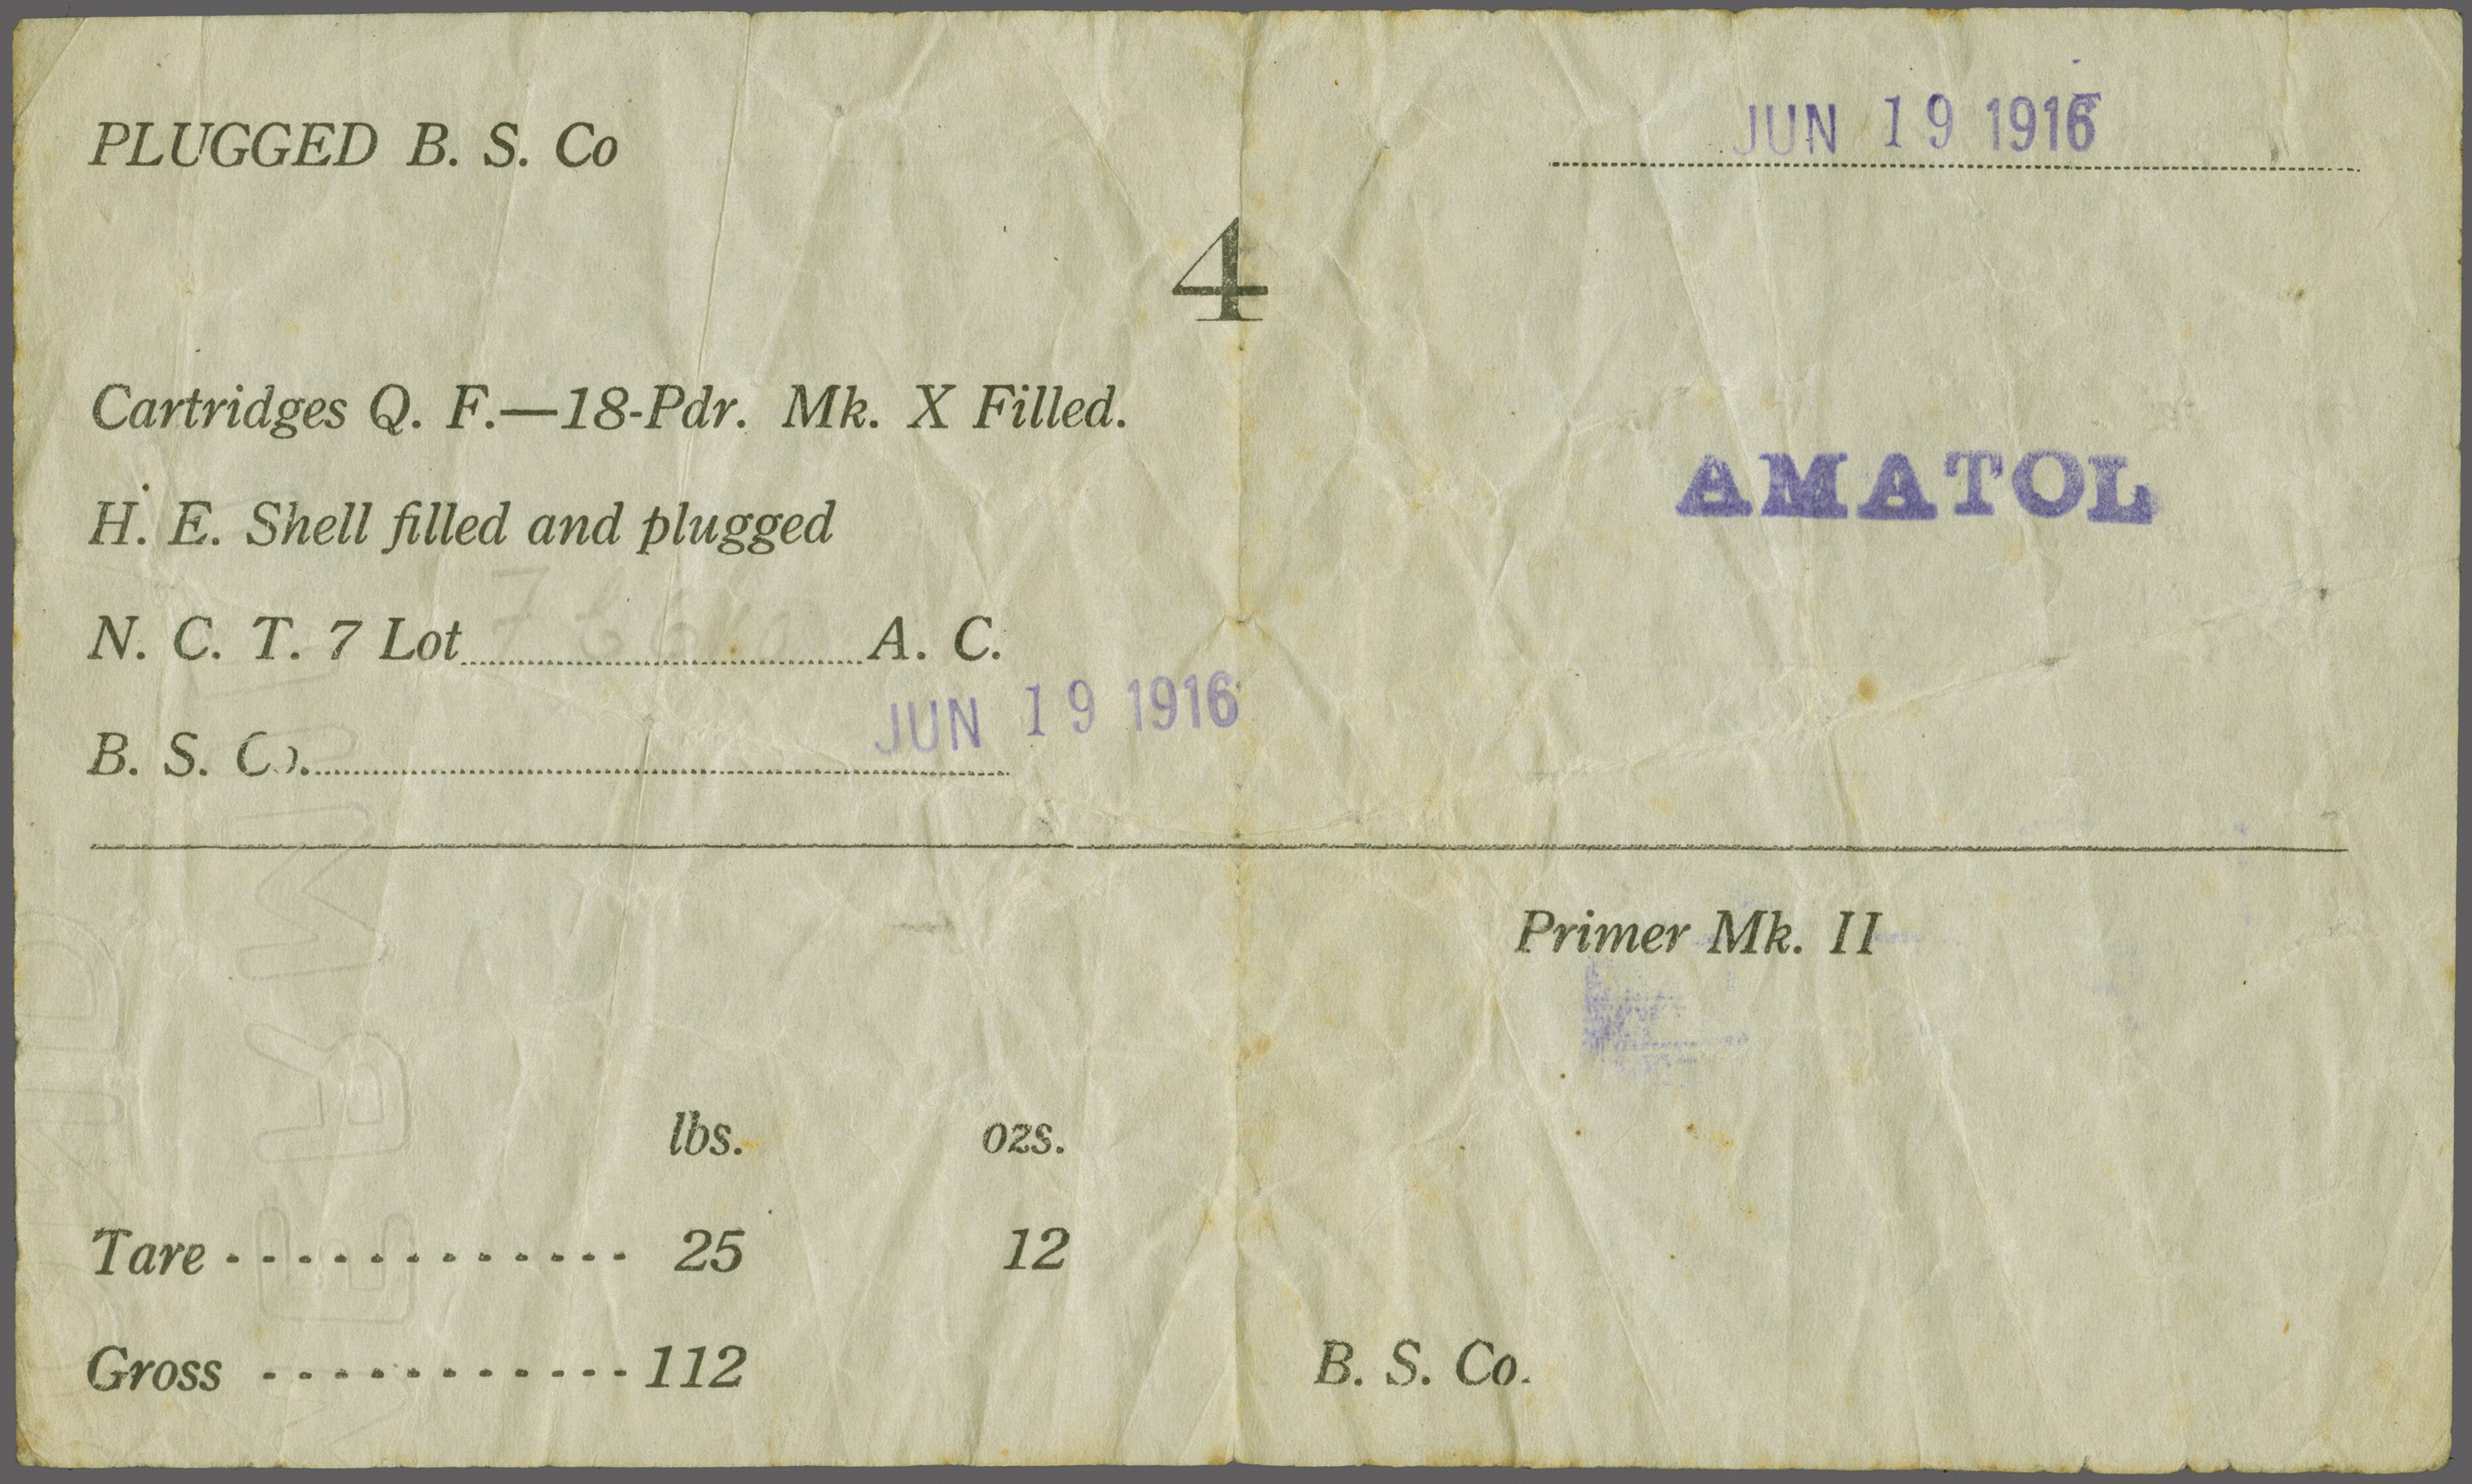 PLUGGED B. S. Co
JUN 19 1916
4
Cartridges Q. F.—18-Pdr. Mk. X Filled.
AMATOL
H. E. Shell filled and plugged
N. C. T. 7 Lot A. C.
JUN 19 1916
B. S. Co.
Primer Mk. II
lbs. ozs.
Tare 25 12
Gross 112
B. S. Co.